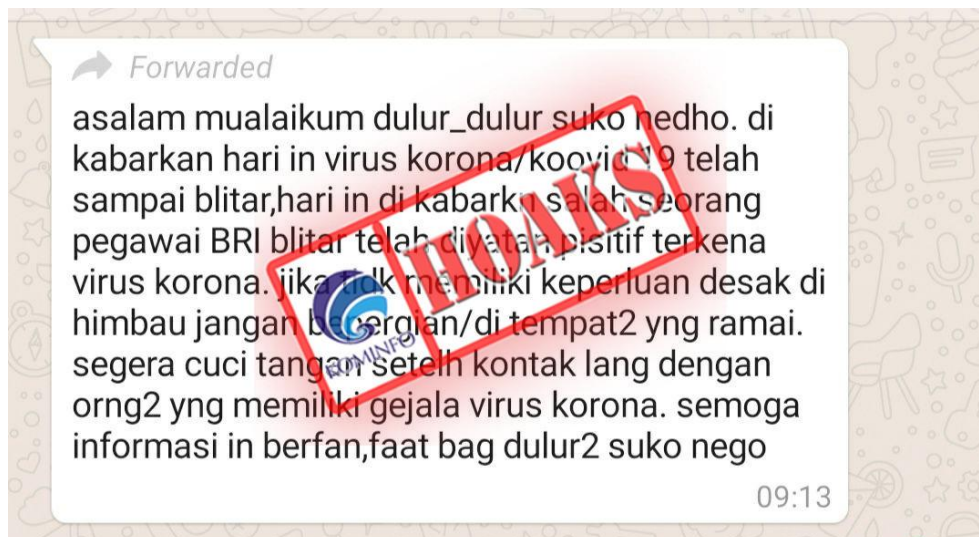 Forwarded
asalam mualaikum dulur_dulur suko nedho. di
kabarkan hari in virus korona/koovid 19 telah
sampai blitar,hari in di kabarkn salah seorang
pegawai BRI blitar telah diyatan pisitif terkena
virus korona. jika tidk memiliki keperluan desak di
himbau jangan bepergian/di tempat2 yng ramai.
segera cuci tangan setelh kontak lang dengan
orng2 yng memiliki gejala virus korona. semoga
informasi in berfan,faat bag dulur2 suko nego
09:13
HOAKS
KOMINFO